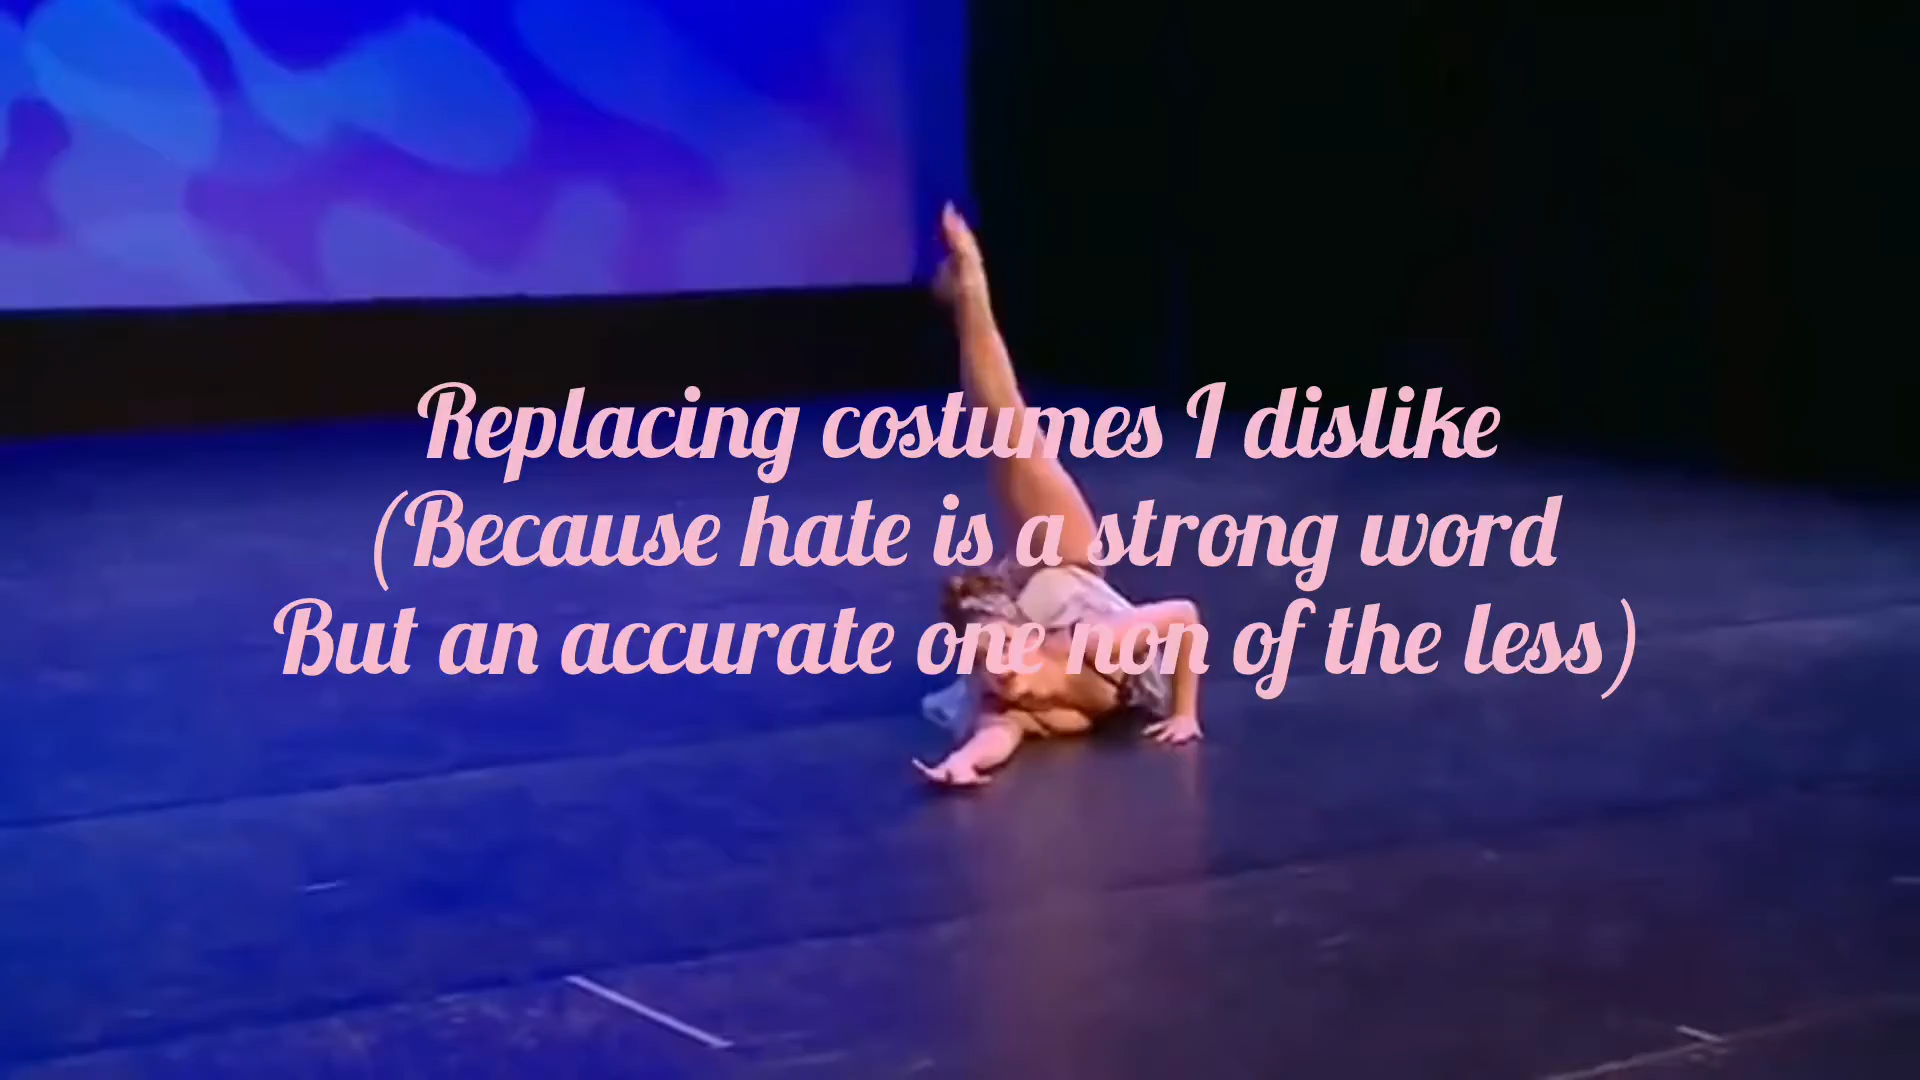 Replacing costumes I dislike
(Because hate is a strong word
But an accurate one non of the less)